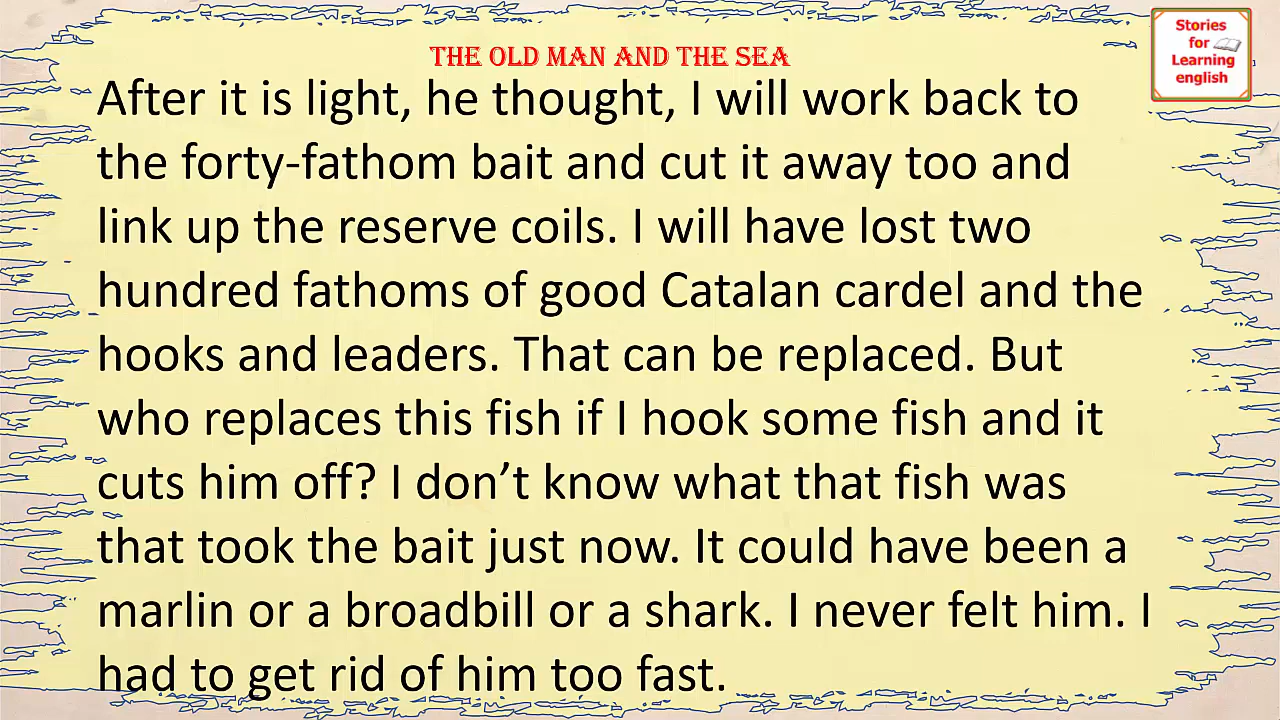 THE OLD MAN AND THE SEA
Stories
for
Learning
english
After it is light, he thought, I will work back to
the forty-fathom bait and cut it away too and
link up the reserve coils. I will have lost two
hundred fathoms of good Catalan cardel and the
hooks and leaders. That can be replaced. But
who replaces this fish if I hook some fish and it
cuts him off? I don’t know what that fish was
that took the bait just now. It could have been a
marlin or a broadbill or a shark. I never felt him. I
had to get rid of him too fast.